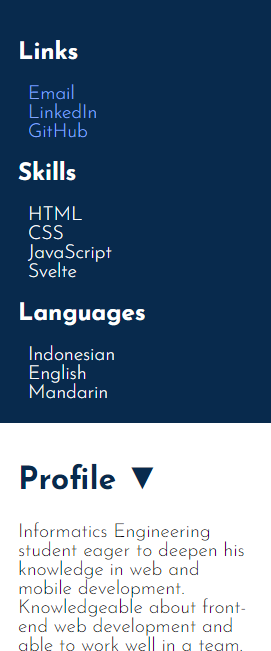 Links
Email
LinkedIn
GitHub
Skills
HTML
CSS
JavaScript
Svelte
Languages
Indonesian
English
Mandarin
Profile ▼
Informatics Engineering
student eager to deepen his
knowledge in web and
mobile development.
Knowledgeable about front-
end web development and
able to work well in a team.